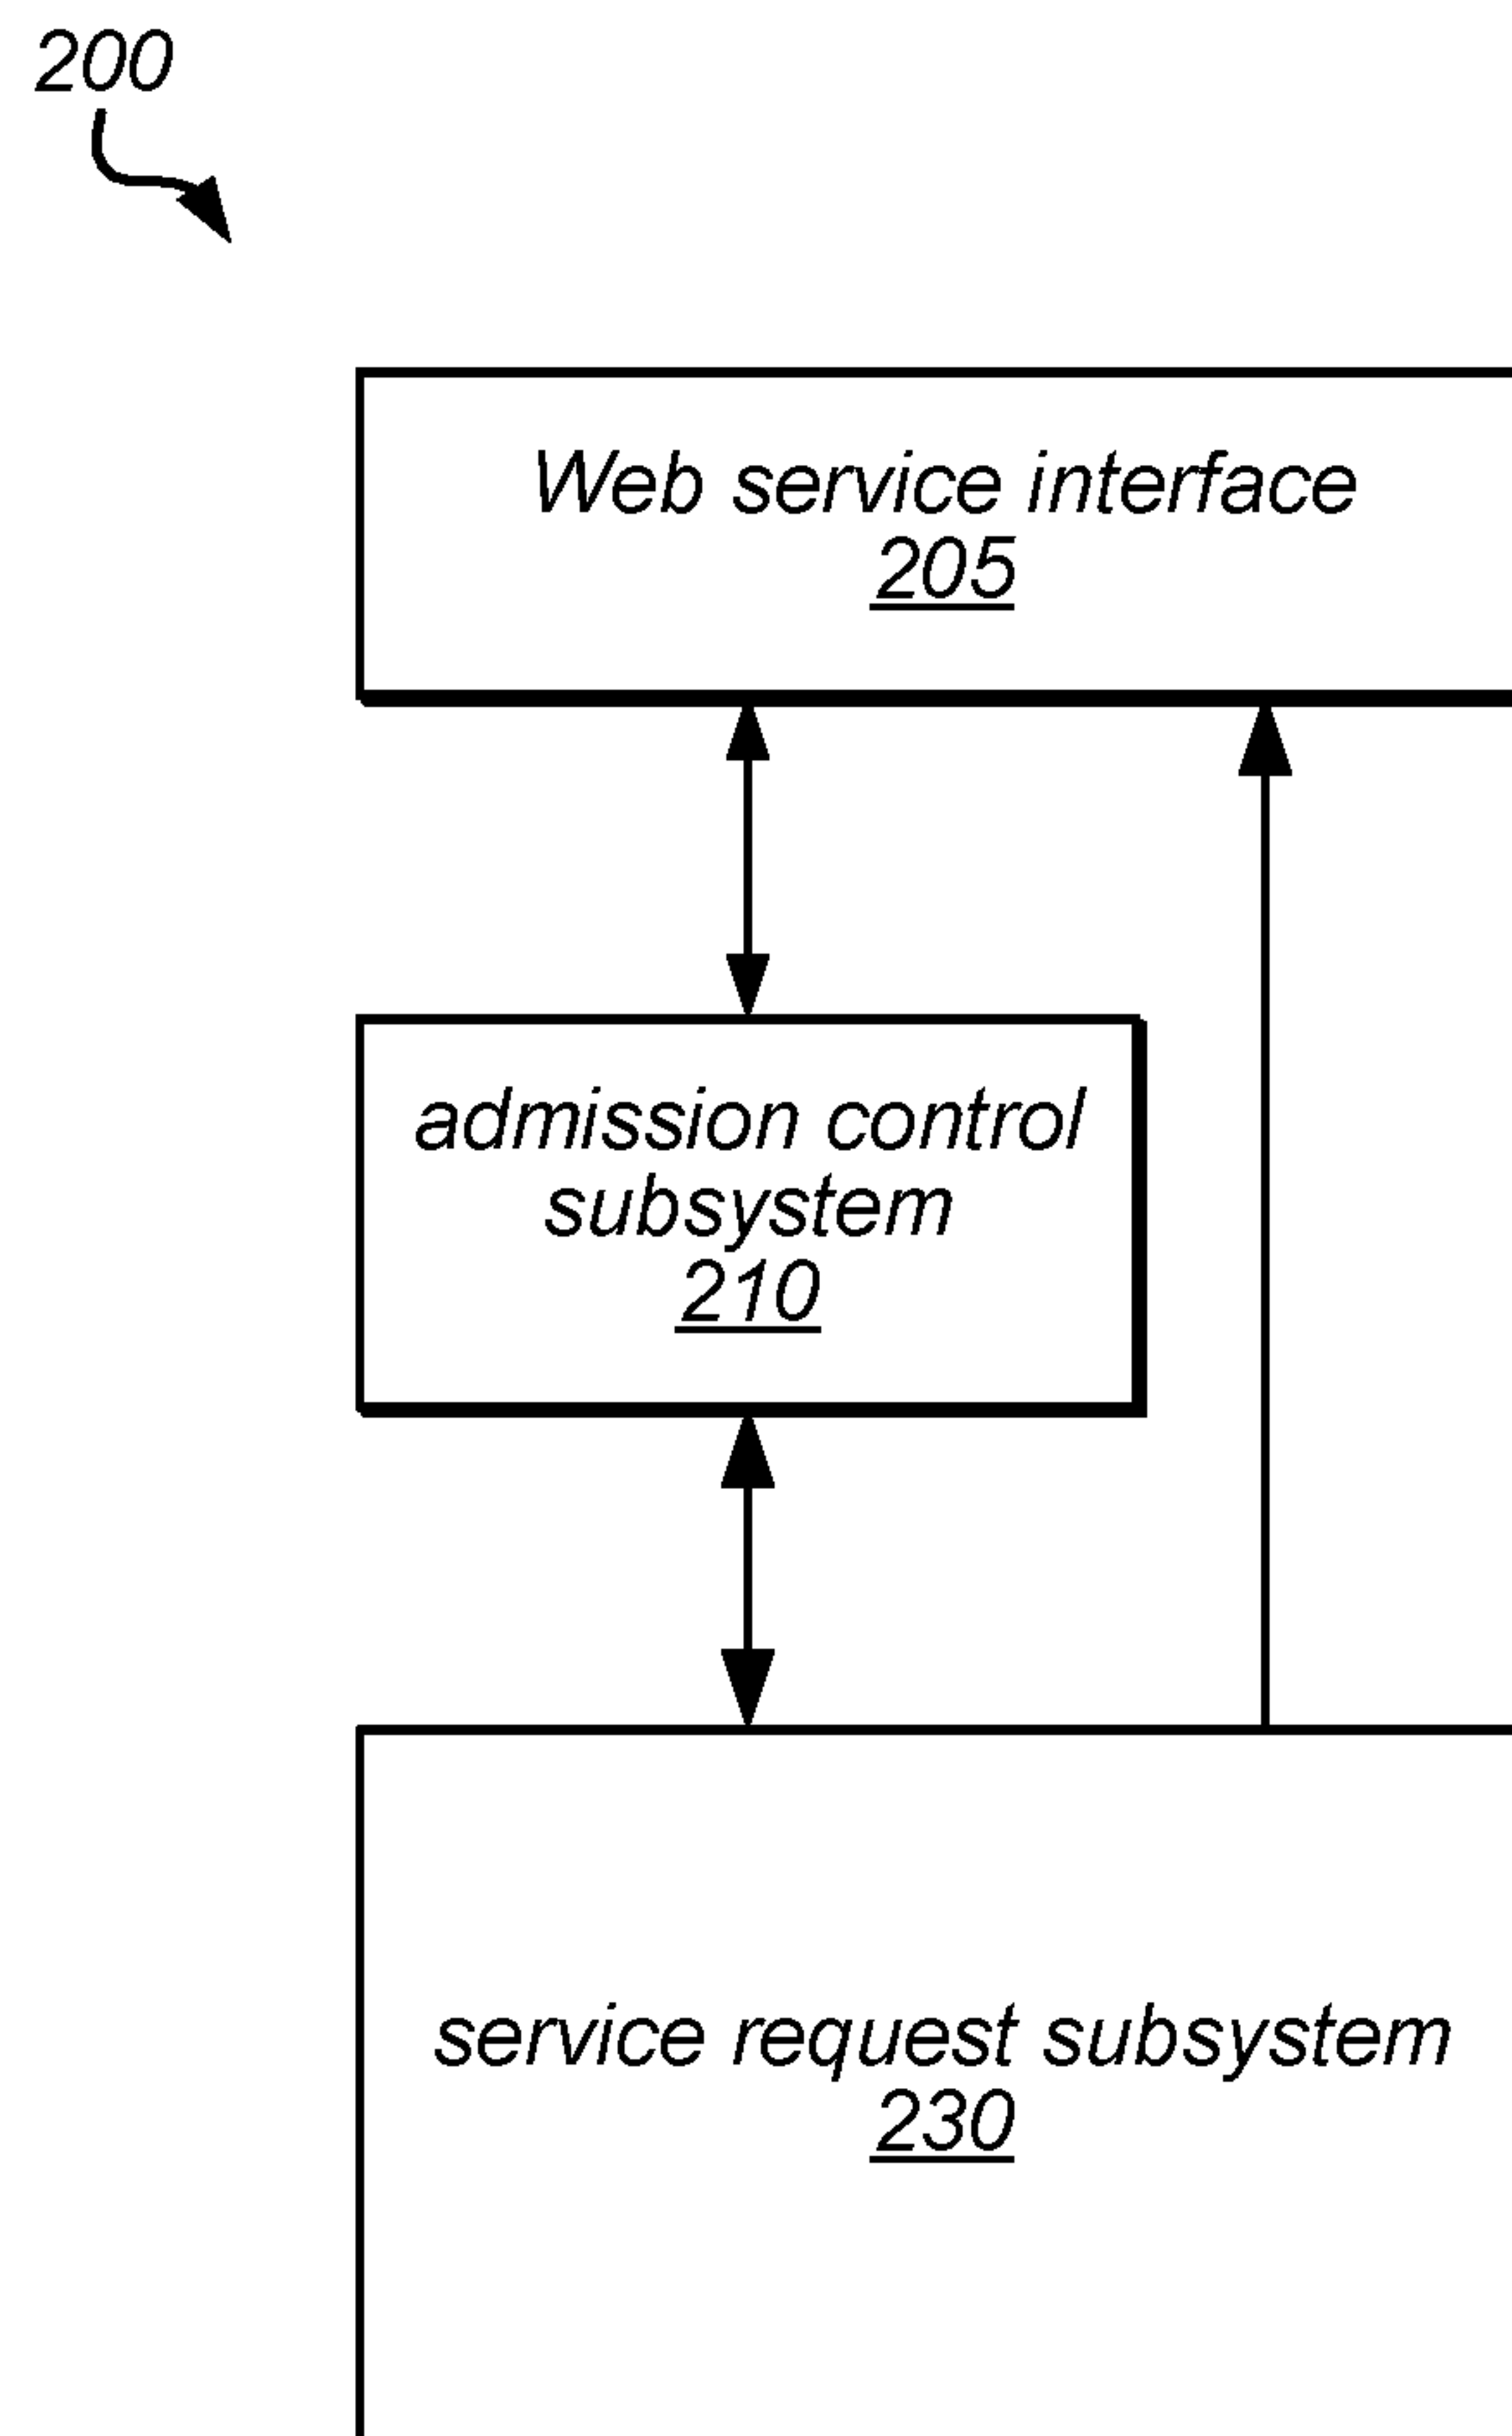 200
Web service interface
205
admission control
subsystem
210
service request subsystem
230